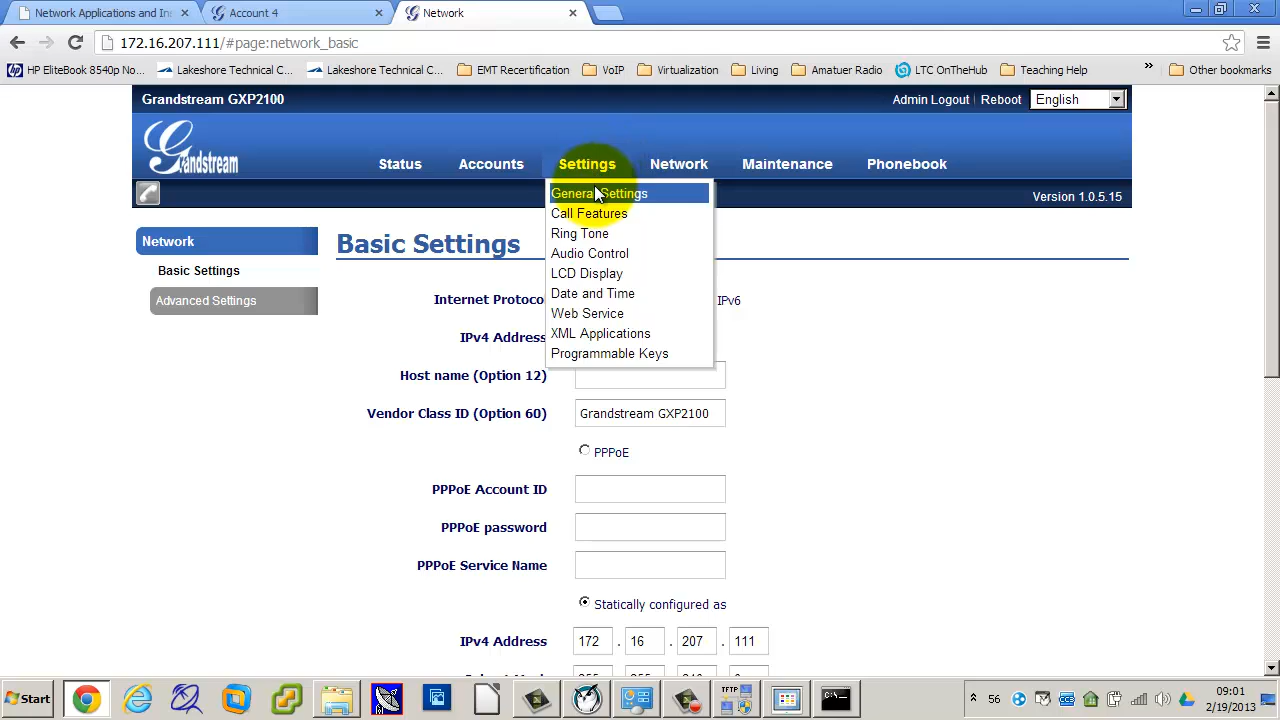 Network Applications and In
Account 4
Network
172.16.207.111/#page:network_basic
HP EliteBook 8540p No...
Lakeshore Technical C...
Lakeshore Technical C...
EMT Recertification
VoIP
Virtualization
Living
Amatuer Radio
LTC OnTheHub
Teaching Help
»
Other bookmarks
Grandstream GXP2100
Admin Logout
Reboot
English
Grandstream
Status
Accounts
Settings
Network
Maintenance
Phonebook
Version 1.0.5.15
General Settings
Call Features
Ring Tone
Audio Control
LCD Display
Date and Time
Web Service
XML Applications
Programmable Keys
Network
Basic Settings
Advanced Settings
Basic Settings
Internet Protoco
IPv6
IPv4 Address
Host name (Option 12)
Vendor Class ID (Option 60) Grandstream GXP2100
PPPoE
PPPoE Account ID
PPPoE password
PPPoE Service Name
Statically configured as
IPv4 Address 172 . 16 . 207 . 111
Start
TFTP
56
09:01
2/19/2013